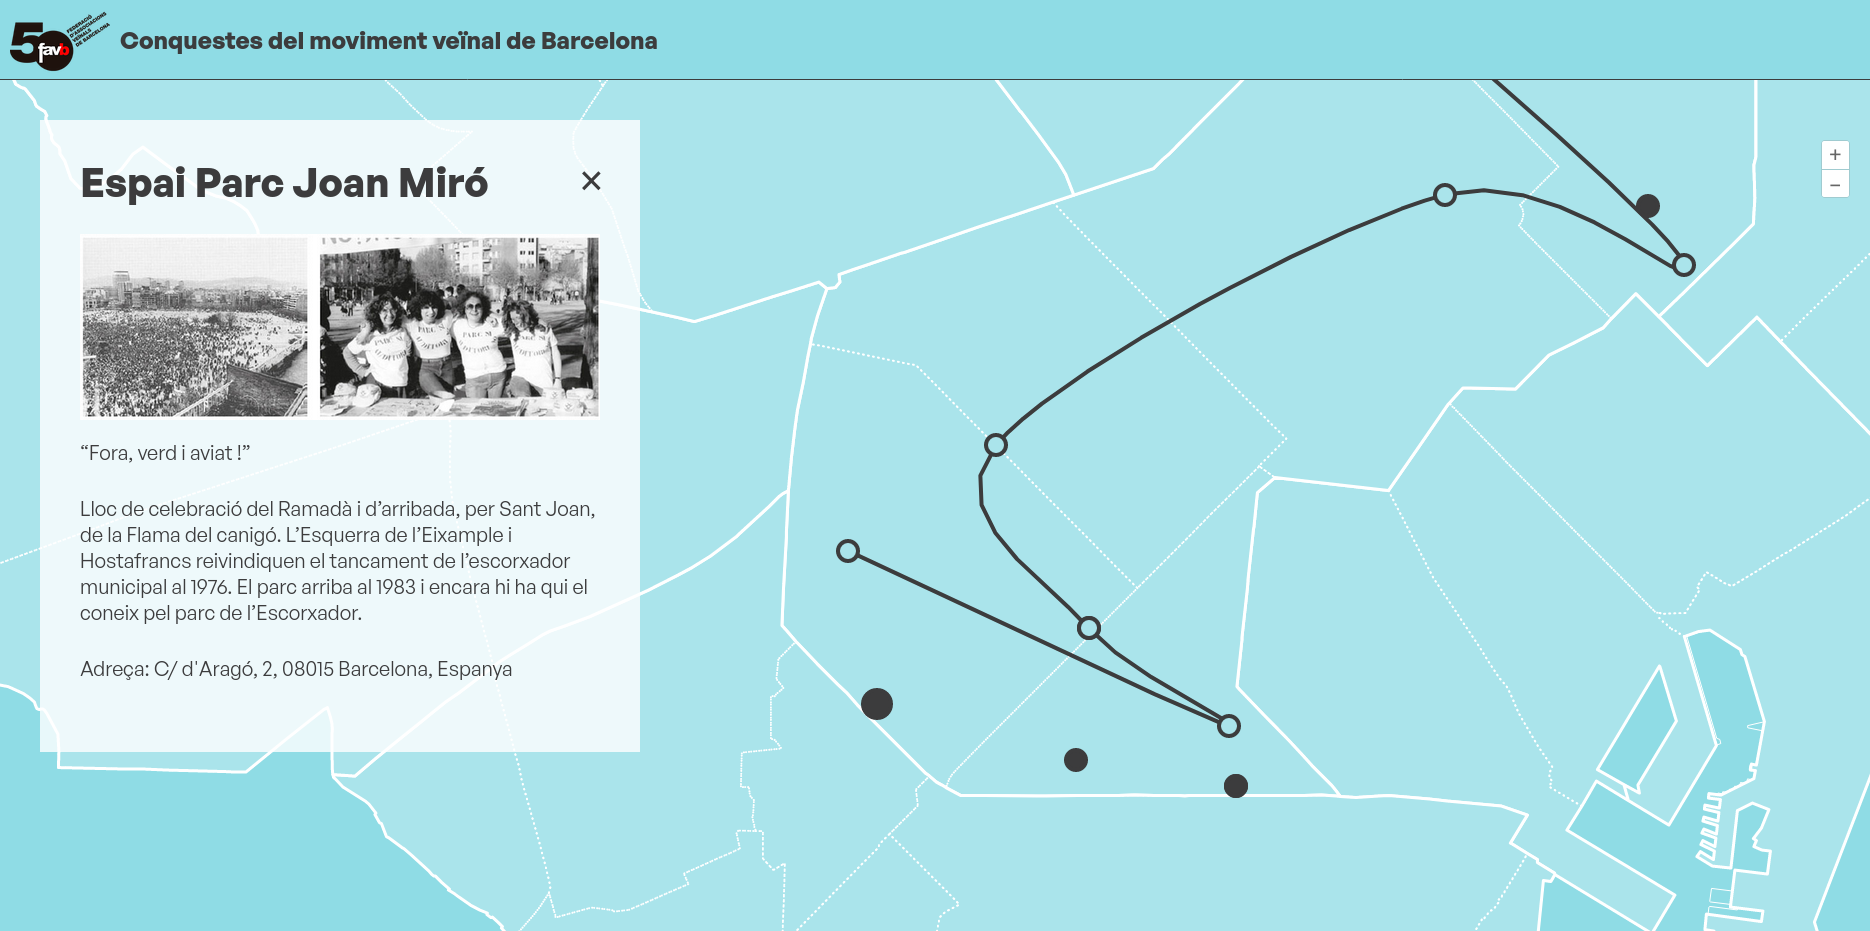 5 favb
FEDERACIÓ
D'ASSOCIACIONS
VEÏNALS
DE BARCELONA
Conquestes del moviment veïnal de Barcelona
Espai Parc Joan Miró
“Fora, verd i aviat !”
Lloc de celebració del Ramadà i d’arribada, per Sant Joan,
de la Flama del canigó. L’Esquerra de l’Eixample i
Hostafrancs reivindiquen el tancament de l’escorxador
municipal al 1976. El parc arriba al 1983 i encara hi ha qui el
coneix pel parc de l’Escorxador.
Adreça: C/ d'Aragó, 2, 08015 Barcelona, Espanya
+
−